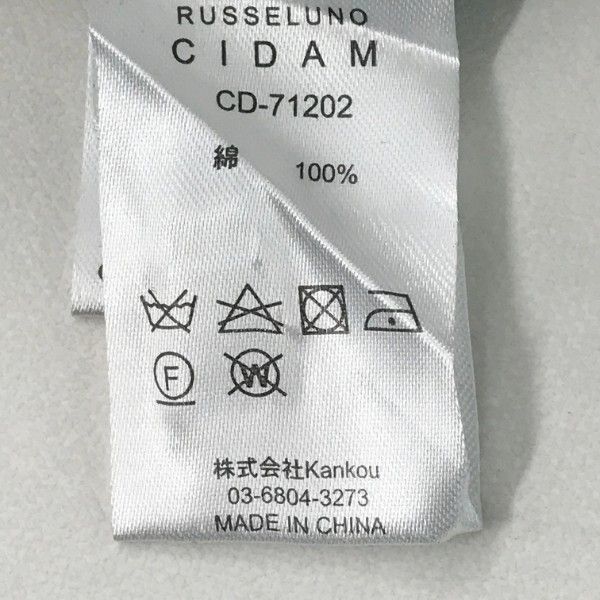 RUSSELUNO
CIDAM
CD-71202
綿 100%
F
W
株式会社Kankou
03-6804-3273
MADE IN CHINA